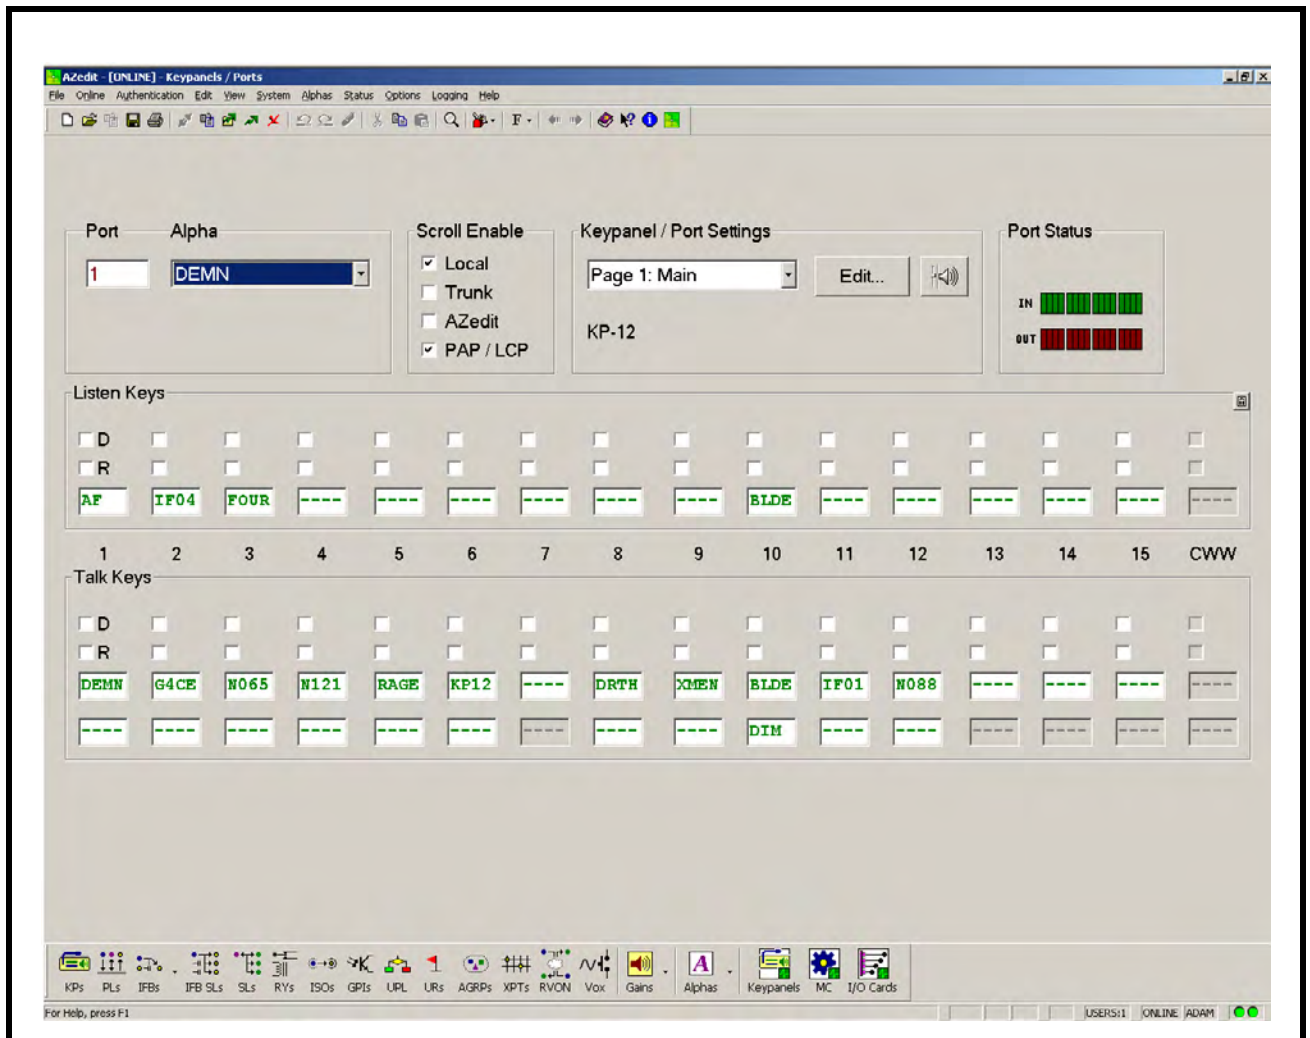 AZedit - [ONLINE] - Keypanels / Ports
File Online Authentication Edit View System Alphas Status Options Logging Help
F
Port Alpha Scroll Enable Keypanel / Port Settings Port Status
1 DEMN Local Page 1: Main Edit...
Trunk
IN
AZedit
KP-12
OUT
PAP / LCP
Listen Keys
D
R
AF IF04 FOUR ---- ---- ---- ---- ---- ---- BLDE ---- ---- ---- ---- ---- ----
1 2 3 4 5 6 7 8 9 10 11 12 13 14 15 CWW
Talk Keys
D
R
DEMN G4CE N065 N121 RAGE KP12 ---- DRTH XMEN BLDE IF01 N088 ---- ---- ---- ----
---- ---- ---- ---- ---- ---- ---- ---- ---- DIM ---- ---- ---- ---- ---- ----
KPs PLs IFBs IFB SLs SLs RYs ISOs GPIs UPL URs AGRPs XPTs RVON Vox Gains Alphas Keypanels MC I/O Cards
For Help, press F1 USERS:1 ONLINE ADAM